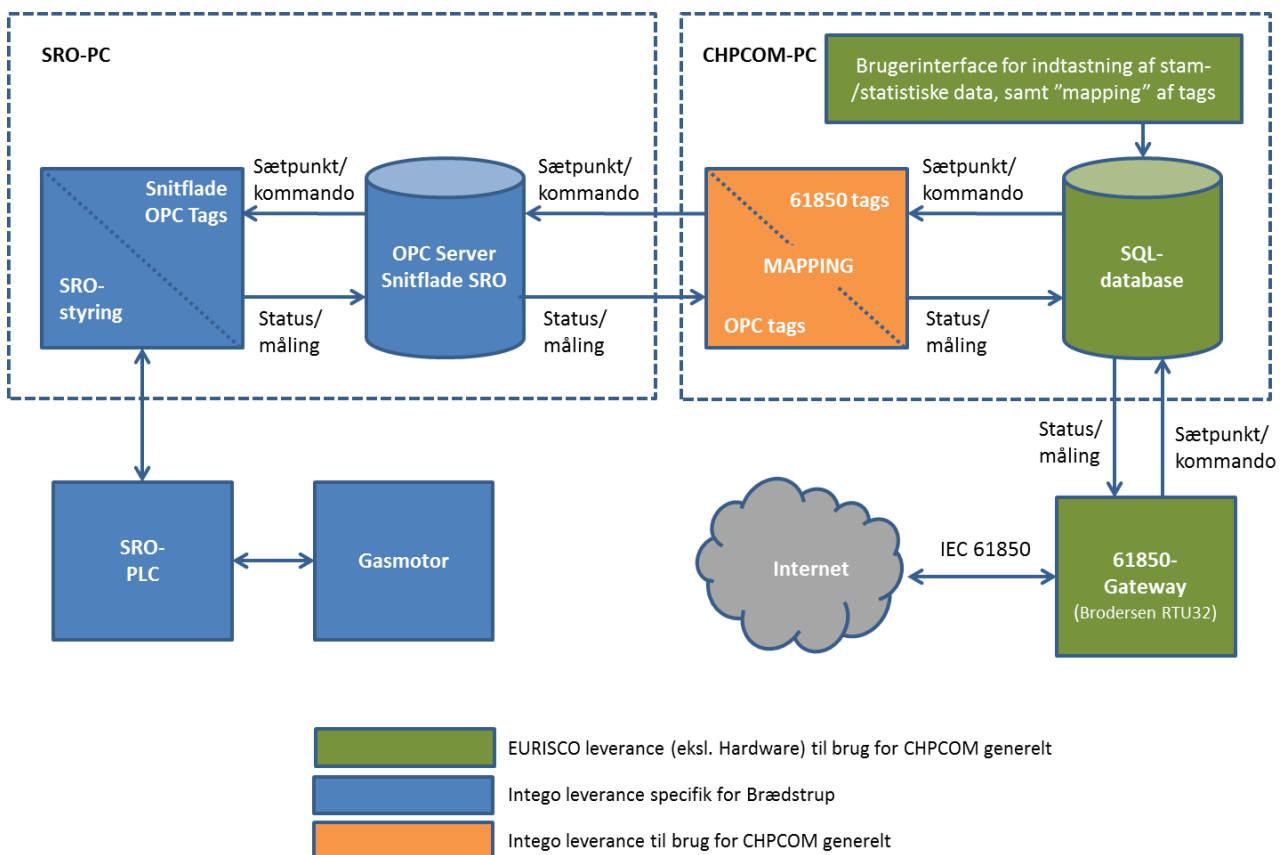 SRO-PC
CHPCOM-PC
Brugerinterface for indtastning af stam-
/statistiske data, samt ”mapping” af tags
Snitflade
OPC Tags
SRO-
styring
Sætpunkt/
kommando
Status/
måling
OPC Server
Snitflade SRO
Sætpunkt/
kommando
Status/
måling
61850 tags
MAPPING
OPC tags
Sætpunkt/
kommando
Status/
måling
SQL-
database
Status/
måling
Sætpunkt/
kommando
SRO-
PLC
Gasmotor
Internet
IEC 61850
61850-
Gateway
(Brodersen RTU32)
EURISCO leverance (eksl. Hardware) til brug for CHPCOM generelt
Intego leverance specifik for Brædstrup
Intego leverance til brug for CHPCOM generelt